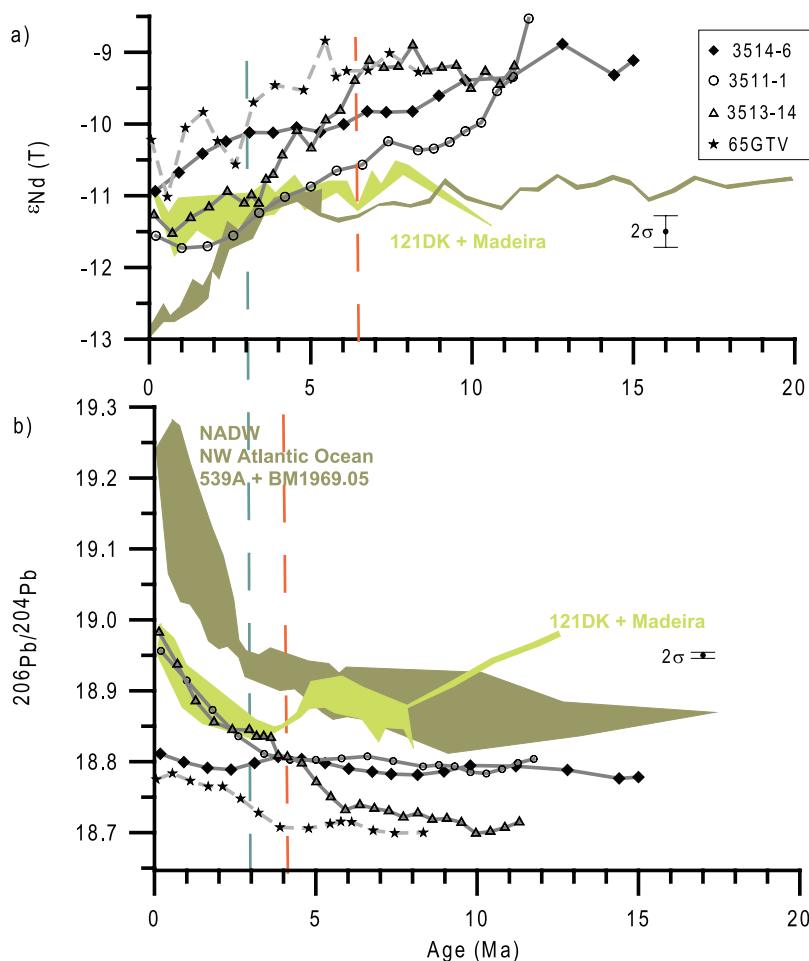 a)
-9
-10
-11
-12
-13
εNd (T)
3514-6
3511-1
3513-14
65GTV
121DK + Madeira
2σ
0 5 10 15 20
b)
19.3
19.2
19.1
19.0
18.9
18.8
18.7
206Pb/204Pb
NADW
NW Atlantic Ocean
539A + BM1969.05
121DK + Madeira
2σ
0 5 10 15 20
Age (Ma)